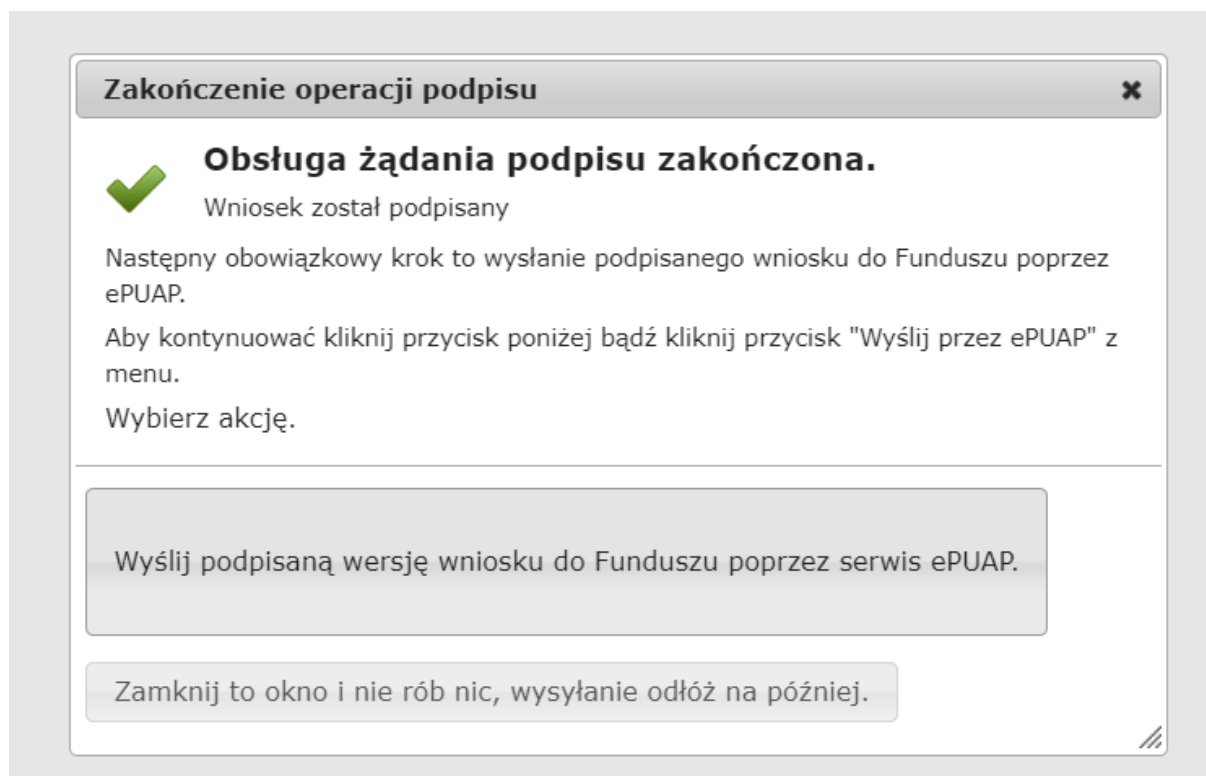 Zakończenie operacji podpisu
Obsługa żądania podpisu zakończona.
Wniosek został podpisany
Następny obowiązkowy krok to wysłanie podpisanego wniosku do Funduszu poprzez
ePUAP.
Aby kontynuować kliknij przycisk poniżej bądź kliknij przycisk "Wyślij przez ePUAP" z
menu.
Wybierz akcję.
Wyślij podpisaną wersję wniosku do Funduszu poprzez serwis ePUAP.
Zamknij to okno i nie rób nic, wysyłanie odłóż na później.